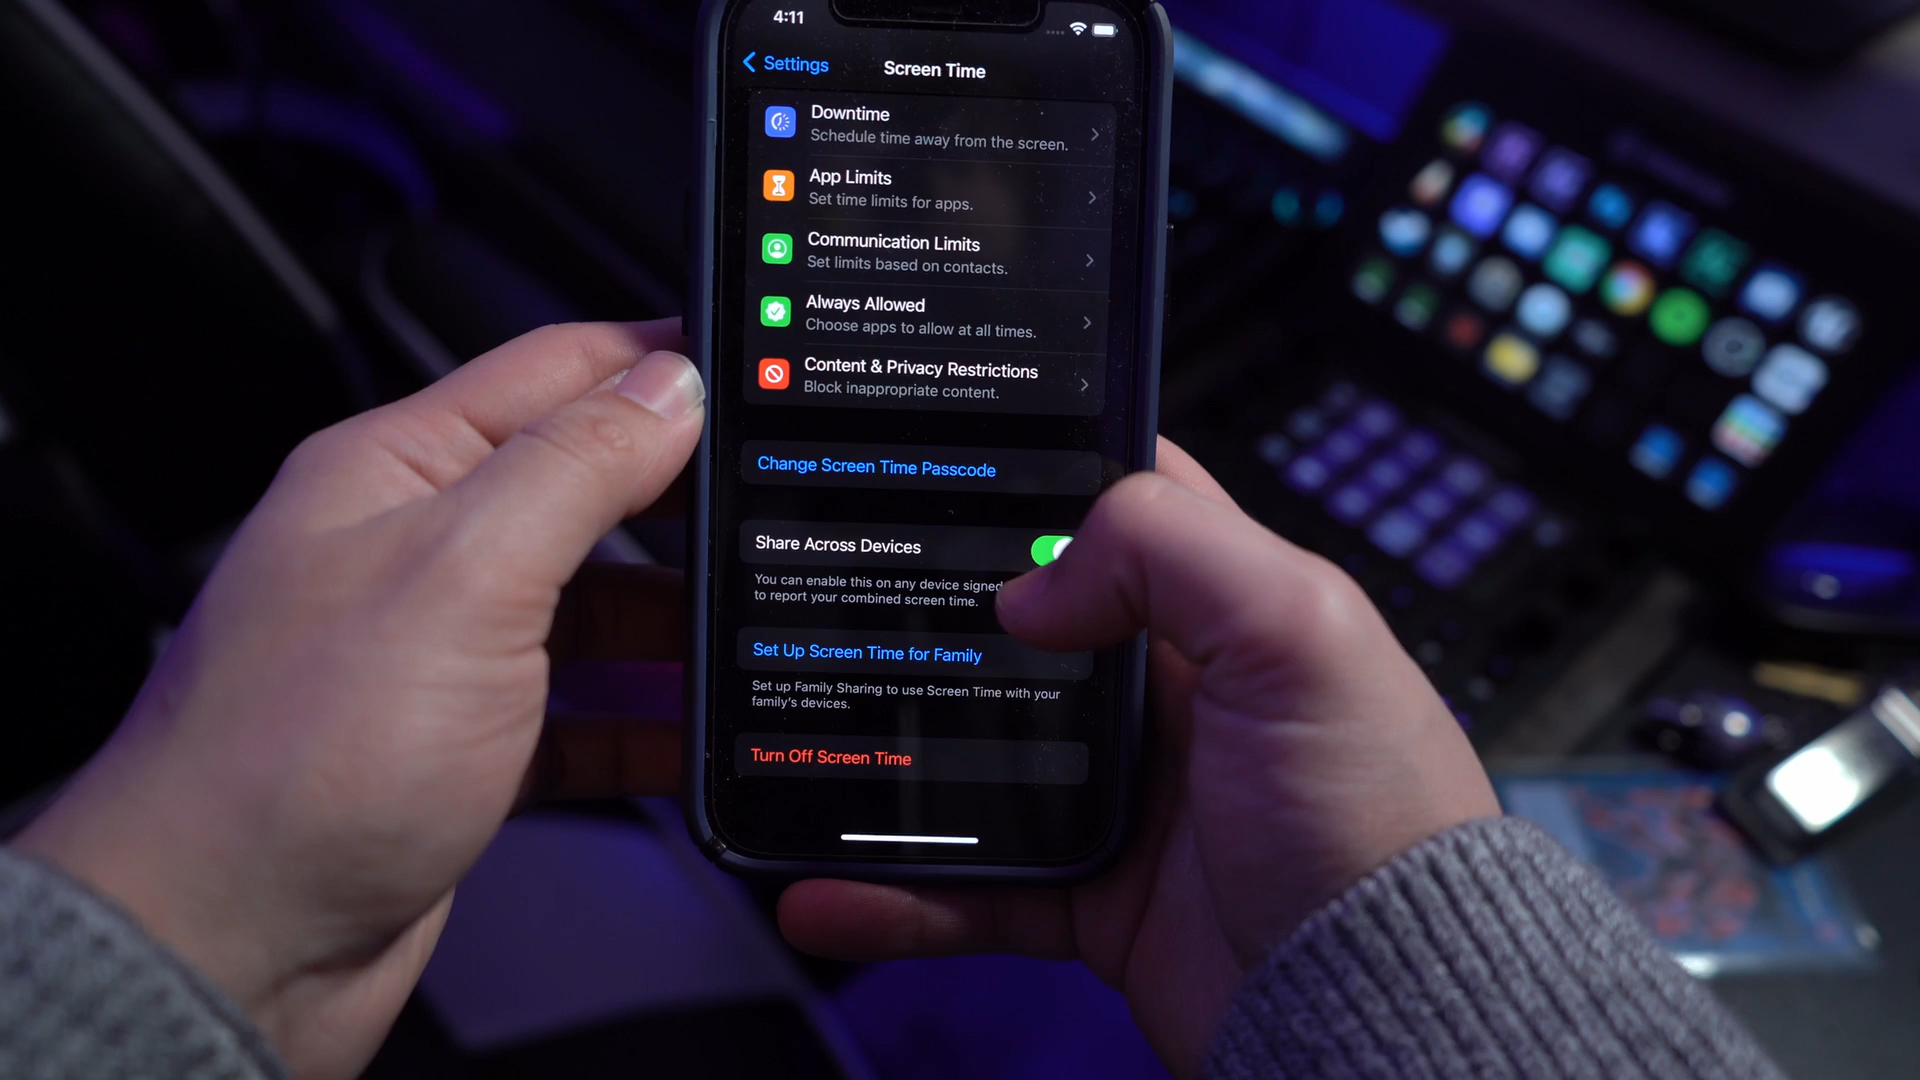 4:11
Settings
Screen Time
Downtime
Schedule time away from the screen.
App Limits
Set time limits for apps.
Communication Limits
Set limits based on contacts.
Always Allowed
Choose apps to allow at all times.
Content & Privacy Restrictions
Block inappropriate content.
Change Screen Time Passcode
Share Across Devices
You can enable this on any device signed
to report your combined screen time.
Set Up Screen Time for Family
Set up Family Sharing to use Screen Time with your
family's devices.
Turn Off Screen Time